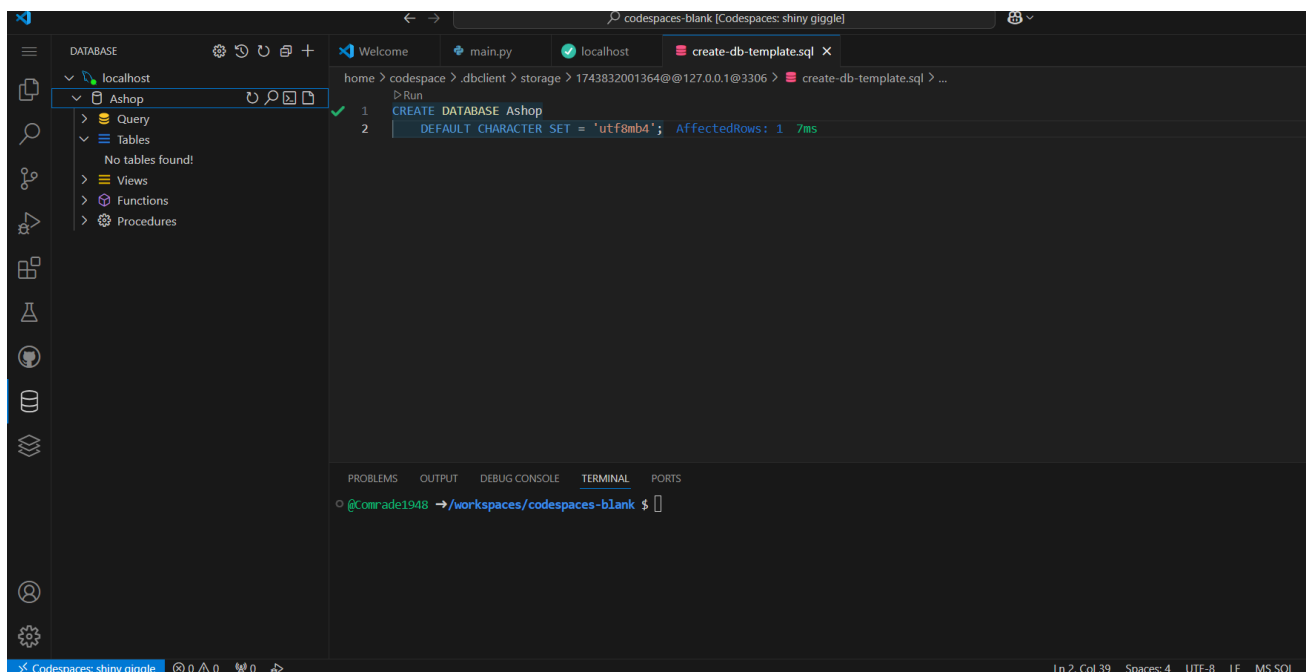 codespaces-blank [Codespaces: shiny giggle]
DATABASE
Welcome
main.py
localhost
create-db-template.sql
localhost
Ashop
Query
Tables
No tables found!
Views
Functions
Procedures
home > codespace > .dbclient > storage > 1743832001364@@127.0.0.1@3306 > create-db-template.sql > ...
Run
1 CREATE DATABASE Ashop
2 DEFAULT CHARACTER SET = 'utf8mb4'; AffectedRows: 1 7ms
PROBLEMS OUTPUT DEBUG CONSOLE TERMINAL PORTS
@Comrade1948 →/workspaces/codespaces-blank $
Codespaces: shiny giggle 0 0 0 Ln 2, Col 39 Spaces: 4 UTF-8 LF MS SQL